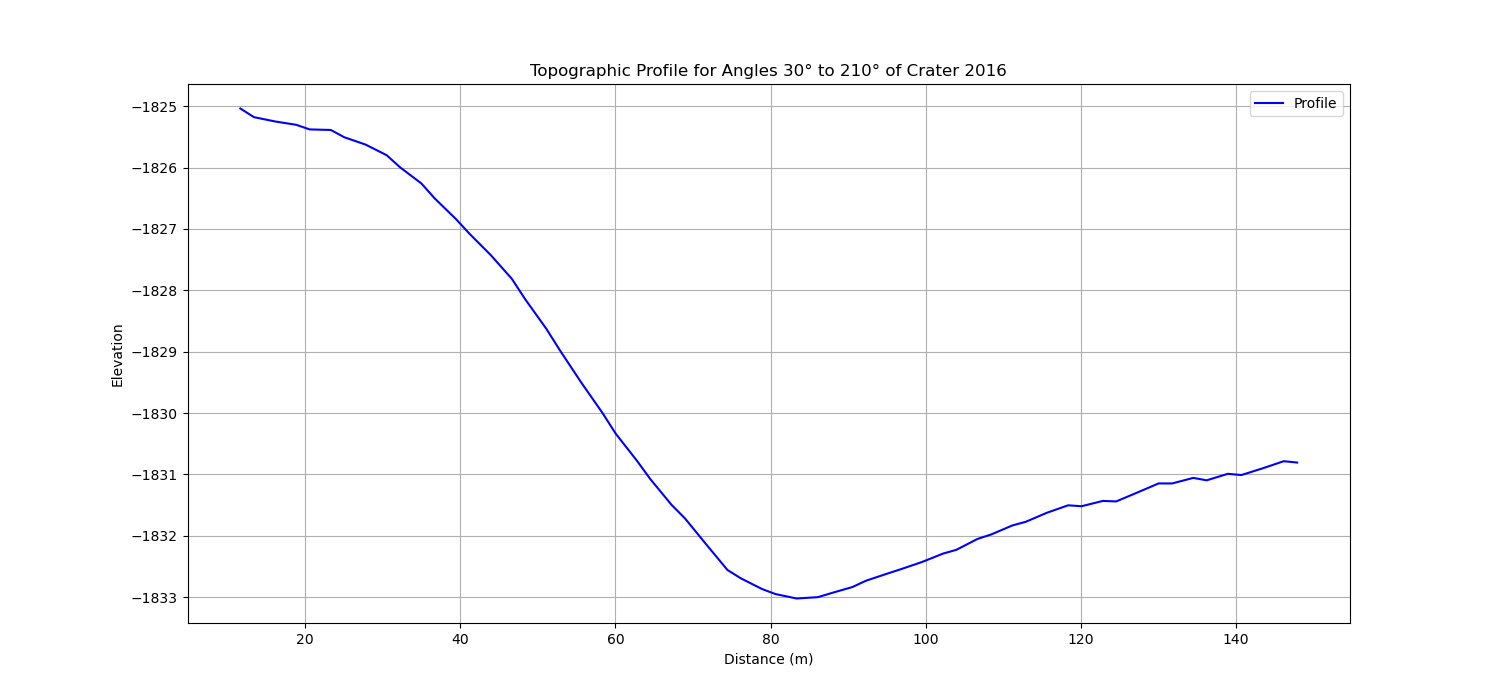 Topographic Profile for Angles 30° to 210° of Crater 2016
Profile
−1825
−1826
−1827
−1828
−1829
−1830
−1831
−1832
−1833
Elevation
20 40 60 80 100 120 140
Distance (m)